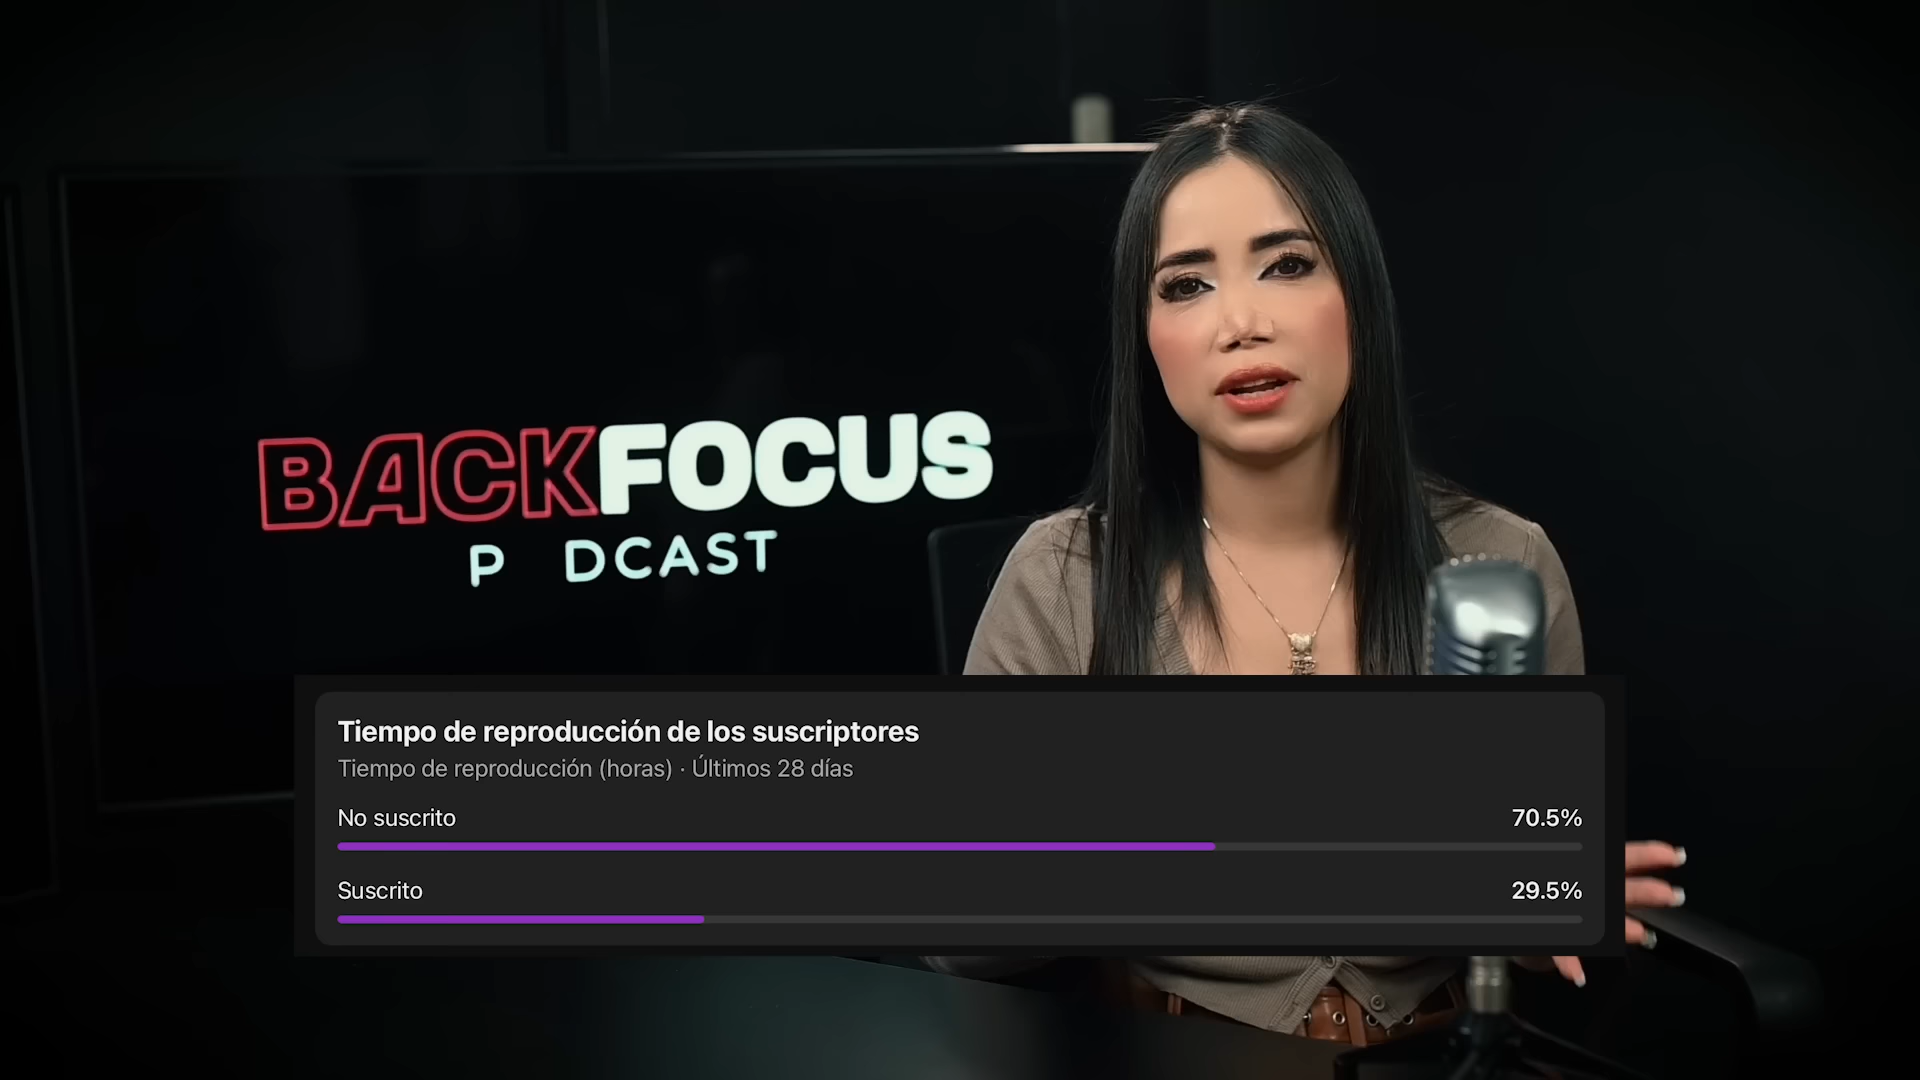 BACKFOCUS
P DCAST
Tiempo de reproducción de los suscriptores
Tiempo de reproducción (horas) · Últimos 28 días
No suscrito 70.5%
Suscrito 29.5%